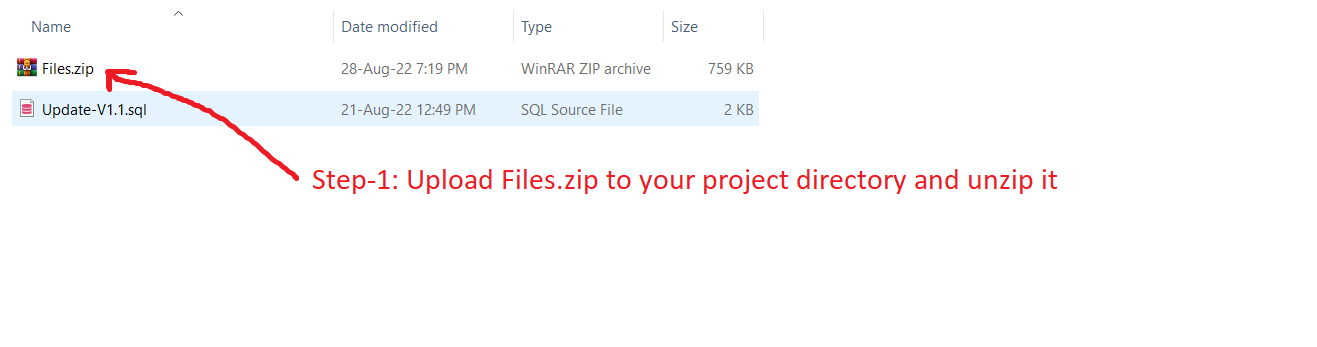 Name Date modified Type Size
Files.zip 28-Aug-22 7:19 PM WinRAR ZIP archive 759 KB
Update-V1.1.sql 21-Aug-22 12:49 PM SQL Source File 2 KB
Step-1: Upload Files.zip to your project directory and unzip it